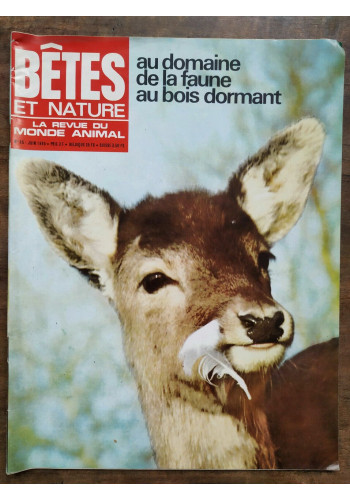 BÊTES
ET NATURE
LA REVUE DU
MONDE ANIMAL
au domaine
de la faune
au bois dormant